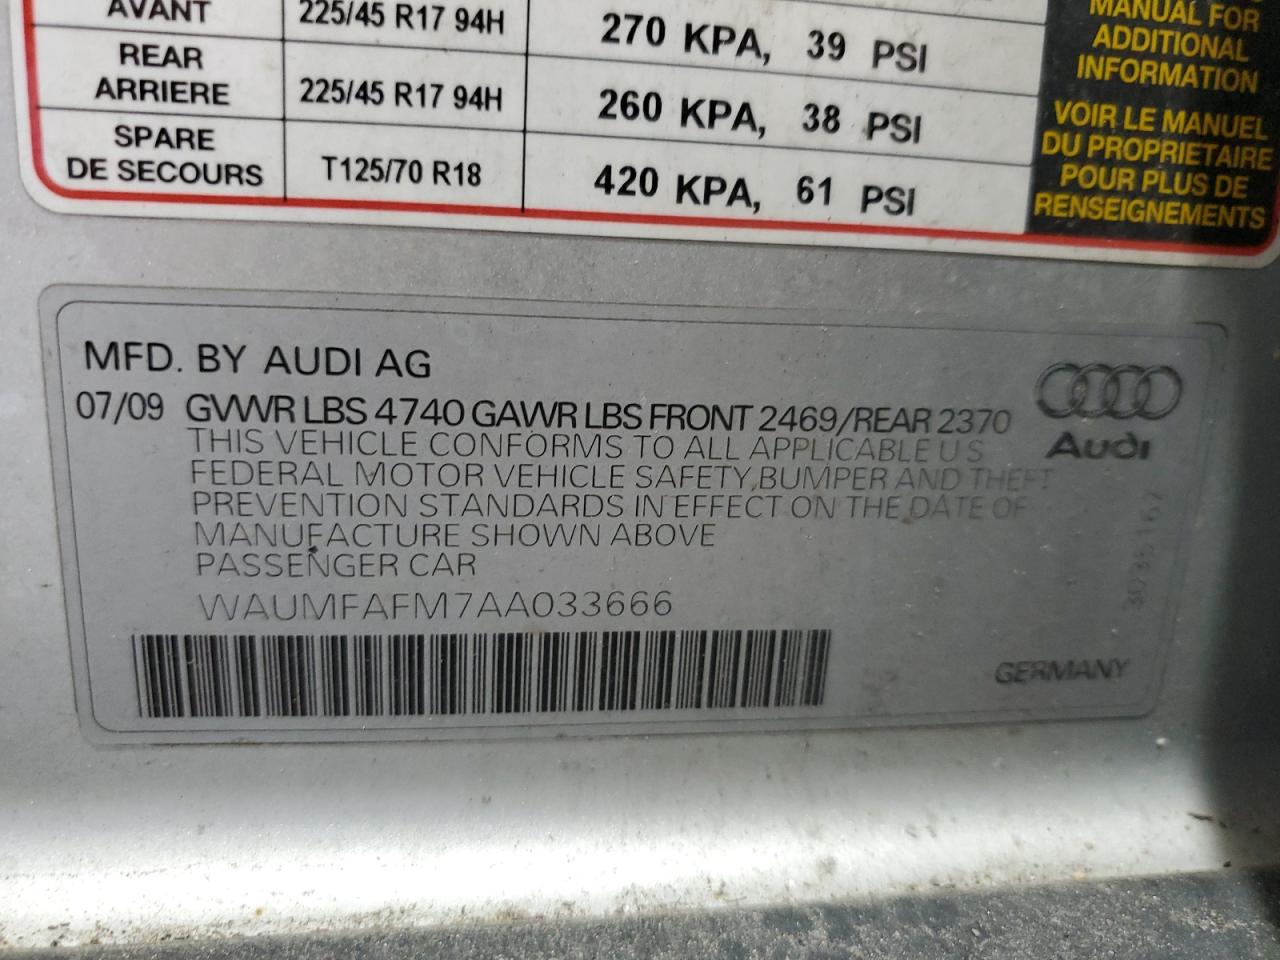 AVANT 225/45 R17 94H 270 KPA, 39 PSI
REAR
ARRIERE 225/45 R17 94H 260 KPA, 38 PSI
SPARE
DE SECOURS T125/70 R18 420 KPA, 61 PSI
MANUAL FOR
ADDITIONAL
INFORMATION
VOIR LE MANUEL
DU PROPRIETAIRE
POUR PLUS DE
RENSEIGNEMENTS
MFD. BY AUDI AG
07/09 GVWR LBS 4740 GAWR LBS FRONT 2469/REAR 2370
THIS VEHICLE CONFORMS TO ALL APPLICABLE U S
FEDERAL MOTOR VEHICLE SAFETY,BUMPER AND THEFT
PREVENTION STANDARDS IN EFFECT ON THE DATE OF
MANUFACTURE SHOWN ABOVE
PASSENGER CAR
WAUMFAFM7AA033666
Audi
GERMANY